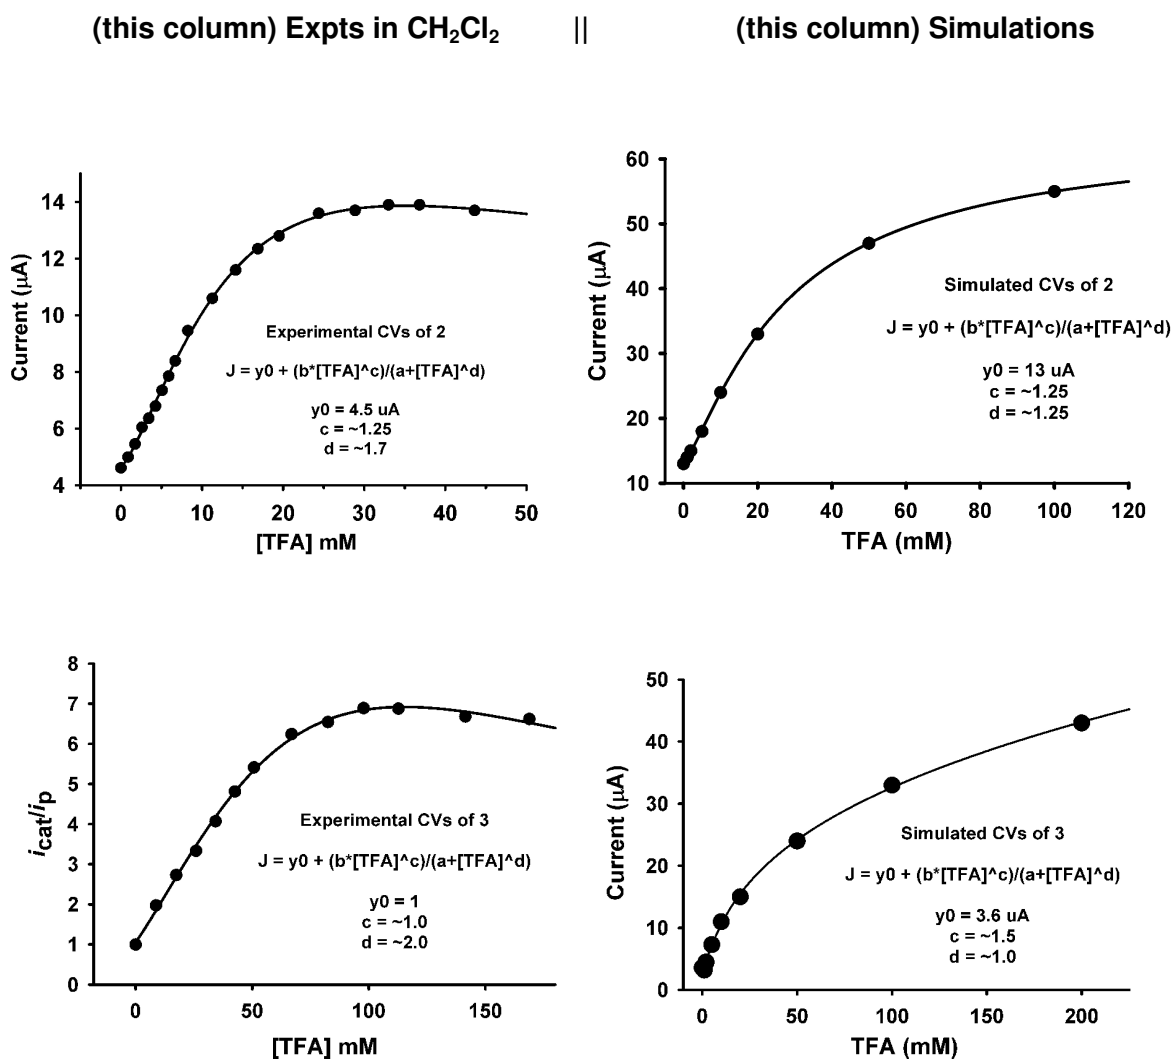 (this column) Expts in CH₂Cl₂ || (this column) Simulations
Current (μA)
14
12
10
8
6
4
Experimental CVs of 2
J = y0 + (b*[TFA]^c)/(a+[TFA]^d)
y0 = 4.5 uA
c = ~1.25
d = ~1.7
0 10 20 30 40 50
[TFA] mM
Current (μA)
60
50
40
30
20
10
Simulated CVs of 2
J = y0 + (b*[TFA]^c)/(a+[TFA]^d)
y0 = 13 uA
c = ~1.25
d = ~1.25
0 20 40 60 80 100 120
TFA (mM)
i_cat/i_p
8
7
6
5
4
3
2
1
0
Experimental CVs of 3
J = y0 + (b*[TFA]^c)/(a+[TFA]^d)
y0 = 1
c = ~1.0
d = ~2.0
0 50 100 150
[TFA] mM
Current (μA)
50
40
30
20
10
0
Simulated CVs of 3
J = y0 + (b*[TFA]^c)/(a+[TFA]^d)
y0 = 3.6 uA
c = ~1.5
d = ~1.0
0 50 100 150 200
TFA (mM)